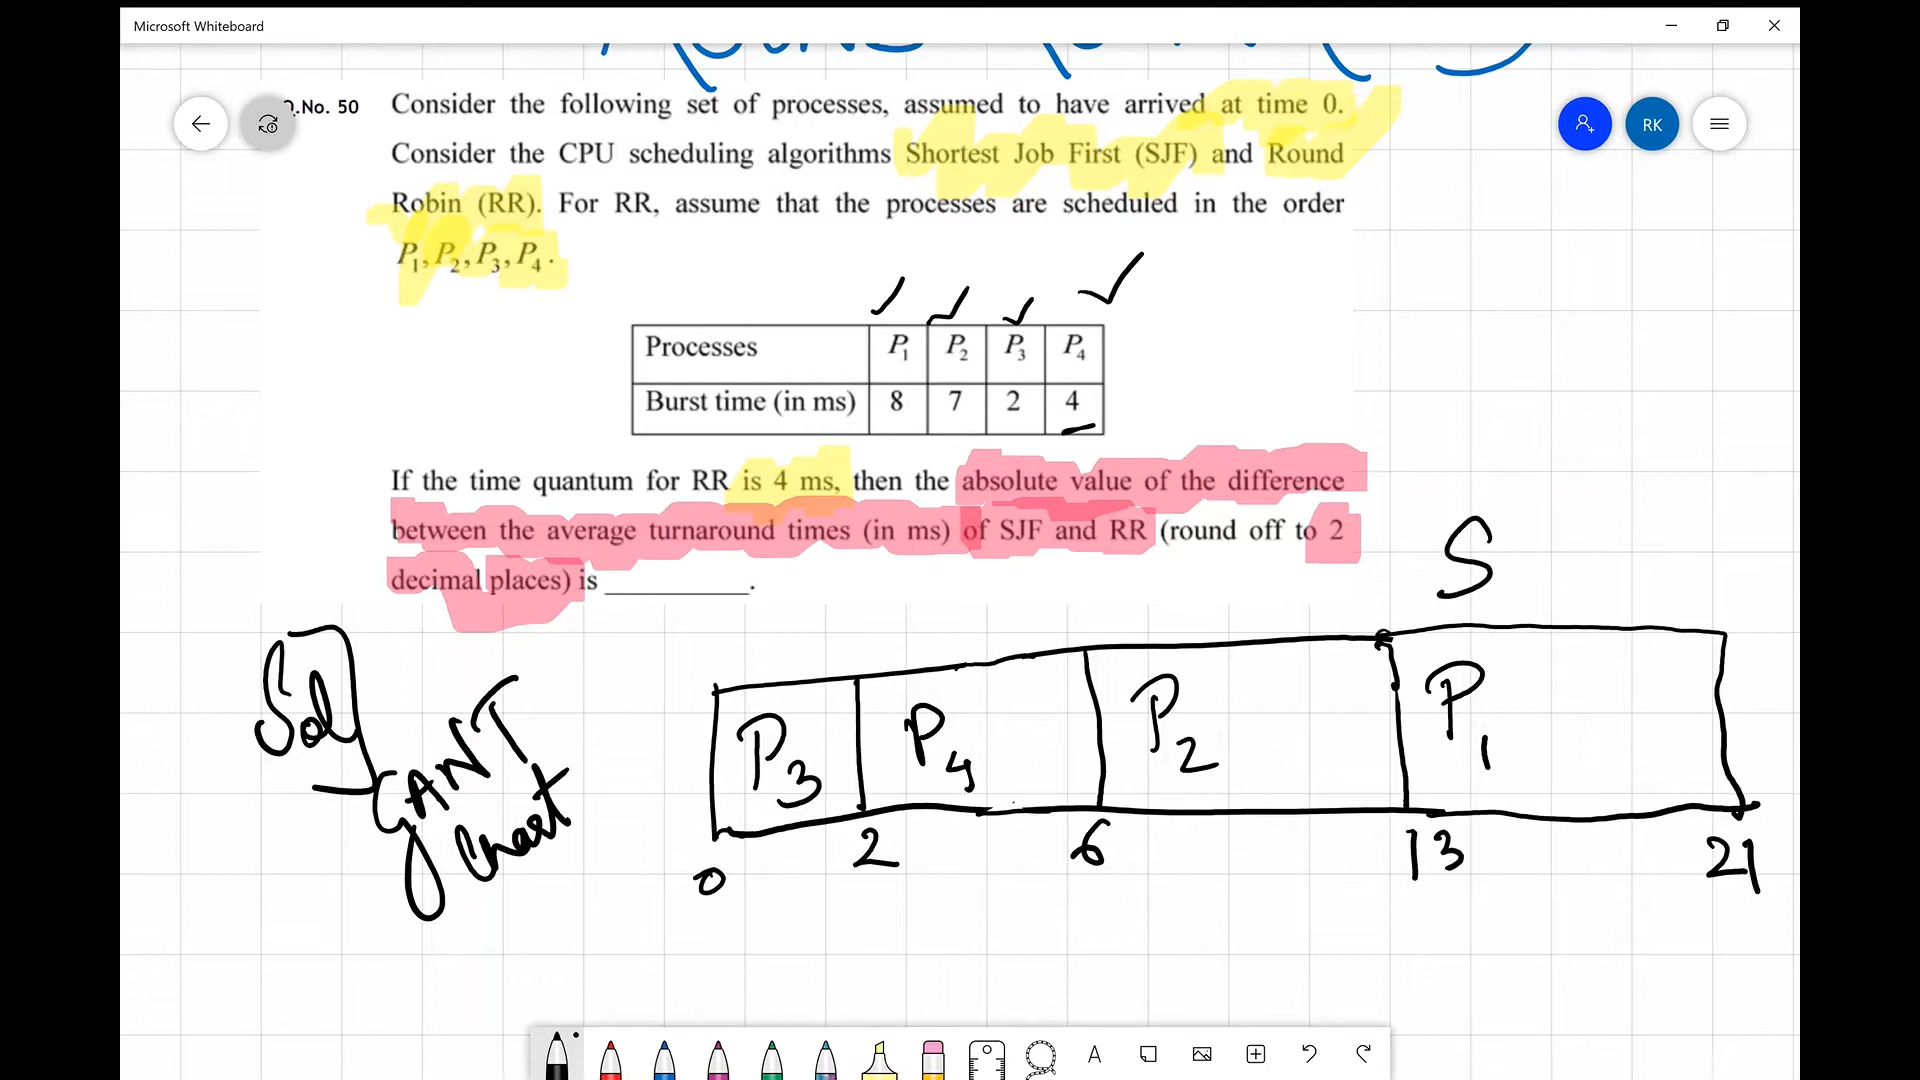 Microsoft Whiteboard
Q.No. 50 Consider the following set of processes, assumed to have arrived at time 0.
Consider the CPU scheduling algorithms Shortest Job First (SJF) and Round
Robin (RR). For RR, assume that the processes are scheduled in the order
P1, P2, P3, P4.
RK
Processes P1 P2 P3 P4
Burst time (in ms) 8 7 2 4
If the time quantum for RR is 4 ms, then the absolute value of the difference
between the average turnaround times (in ms) of SJF and RR (round off to 2
decimal places) is ___________.
S
Sol
GANT
Chart
P3 P4 P2 P1
0 2 6 13 21
A